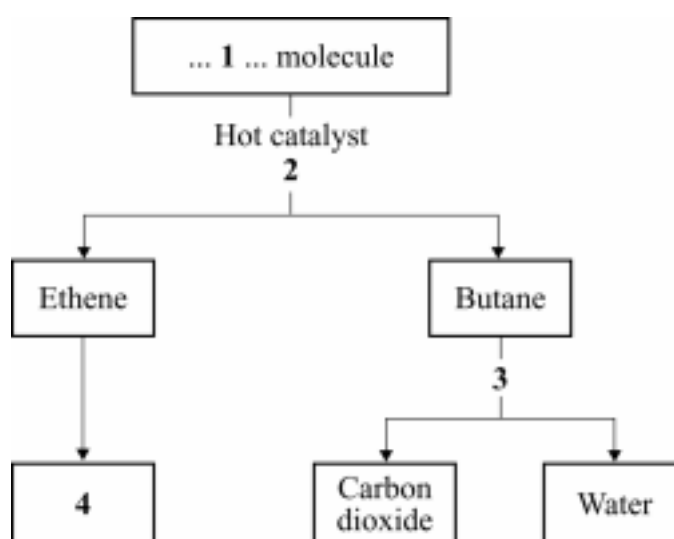 ... 1 ... molecule
Hot catalyst
2
Ethene
Butane
3
4
Carbon
dioxide
Water